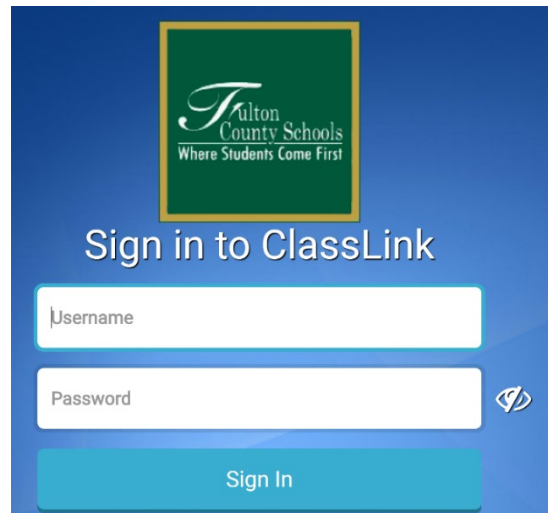 Fulton
County Schools
Where Students Come First
Sign in to ClassLink
Username
Password
Sign In